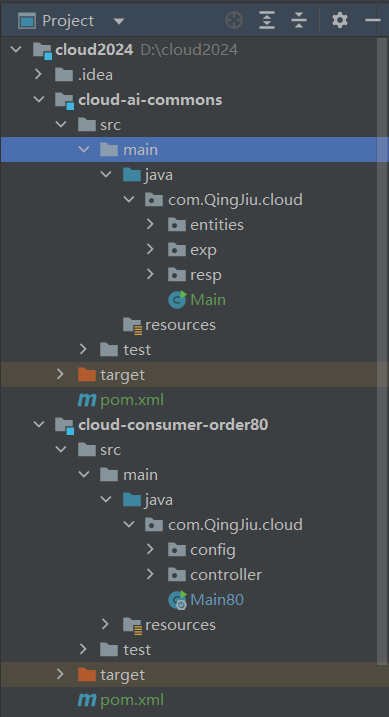 Project
cloud2024 D:\cloud2024
.idea
cloud-ai-commons
src
main
java
com.QingJiu.cloud
entities
exp
resp
Main
resources
test
target
pom.xml
cloud-consumer-order80
src
main
java
com.QingJiu.cloud
config
controller
Main80
resources
test
target
pom.xml